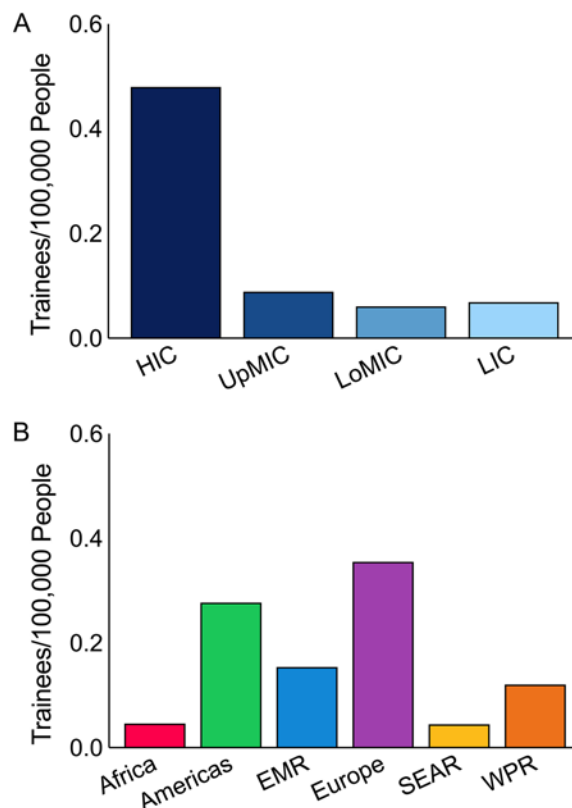 A
Trainees/100,000 People
0.6
0.4
0.2
0.0
HIC
UpMIC
LoMIC
LIC
B
Trainees/100,000 People
0.6
0.4
0.2
0.0
Africa
Americas
EMR
Europe
SEAR
WPR